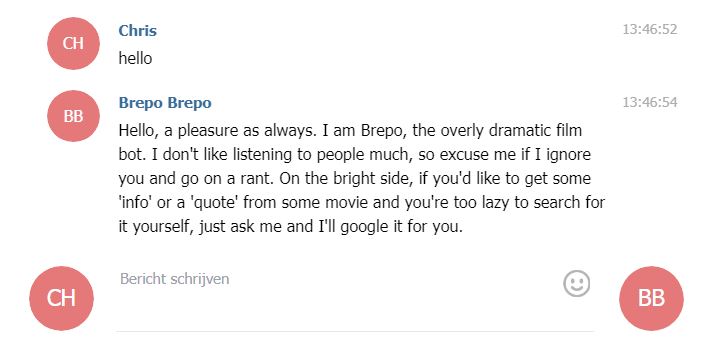 CH
Chris
13:46:52
hello
BB
Brepo Brepo
13:46:54
Hello, a pleasure as always. I am Brepo, the overly dramatic film
bot. I don't like listening to people much, so excuse me if I ignore
you and go on a rant. On the bright side, if you'd like to get some
'info' or a 'quote' from some movie and you're too lazy to search for
it yourself, just ask me and I'll google it for you.
CH
Bericht schrijven
BB